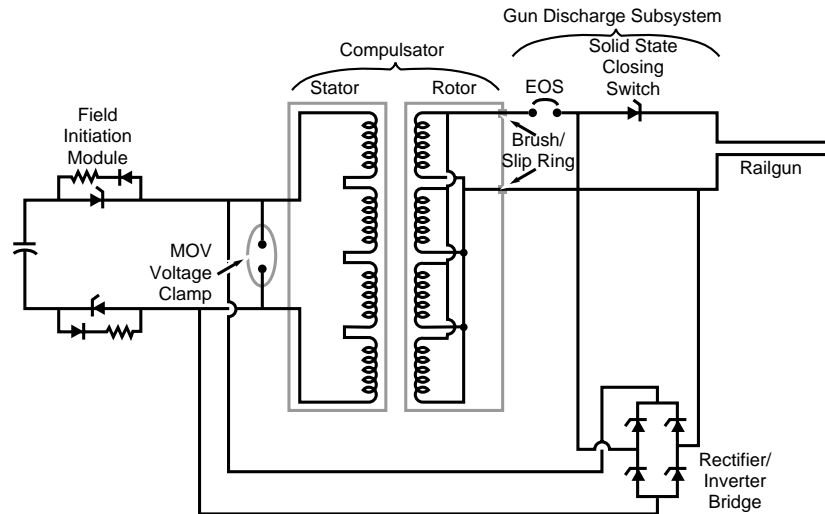 Gun Discharge Subsystem
Compulsator
Solid State
Closing
Switch
Stator
Rotor
EOS
Field
Initiation
Module
Brush/
Slip Ring
Railgun
MOV
Voltage
Clamp
Rectifier/
Inverter
Bridge